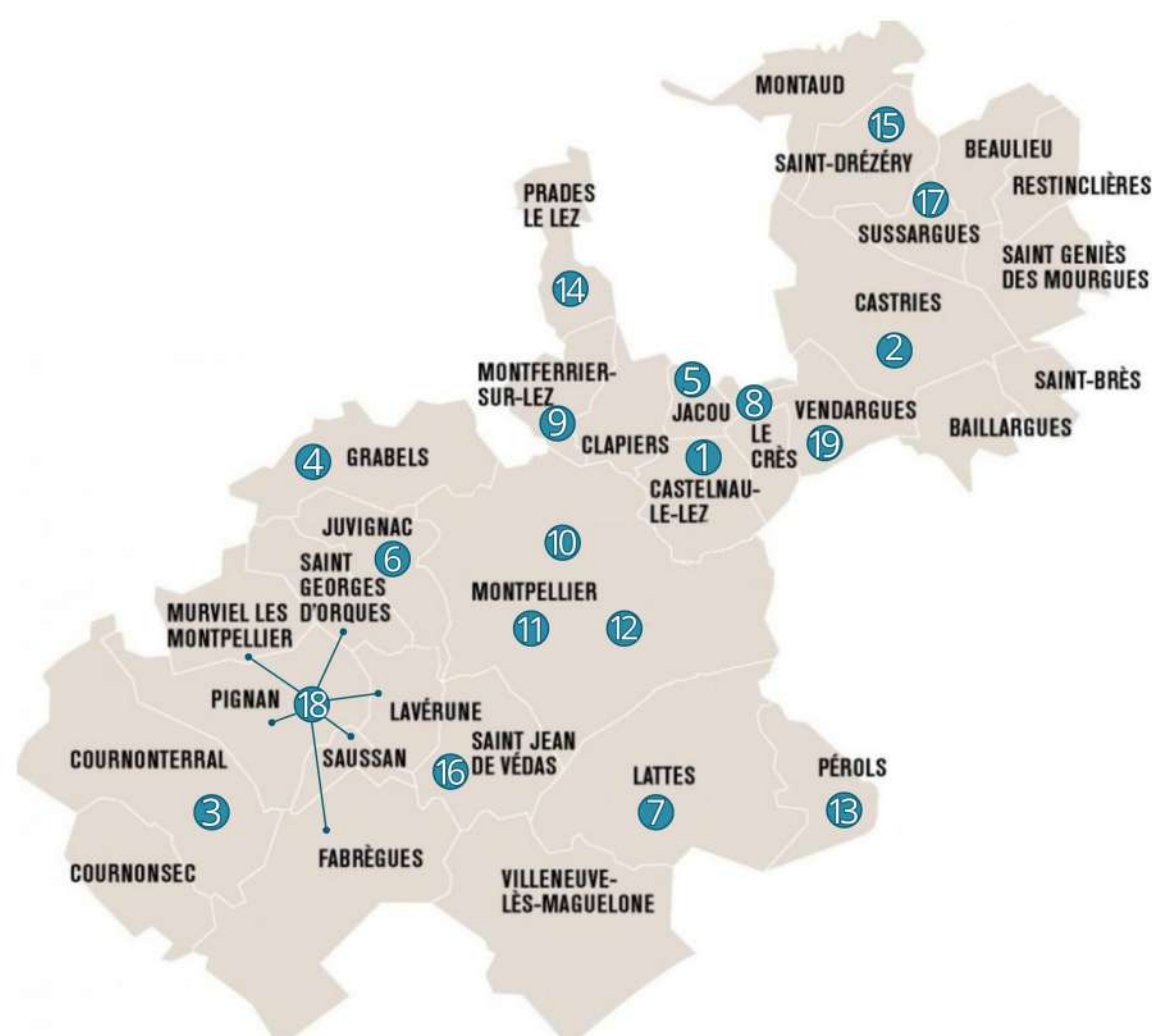 MONTAUD
15
SAINT-DRÉZÉRY
BEAULIEU
RESTINCLIÈRES
17
SUSSARGUES
SAINT GENIÈS
DES MOURGUES
PRADES
LE LEZ
14
CASTRIES
2
MONTFERRIER-
SUR-LEZ
9
CLAPIERS
5
JACOU
8
LE
CRÈS
VENDARGUES
19
SAINT-BRÈS
BAILLARGUES
1
CASTELNAU-
LE-LEZ
4
GRABELS
JUVIGNAC
6
SAINT
GEORGES
D'ORQUES
10
MONTPELLIER
11
12
MURVIEL LES
MONTPELLIER
PIGNAN
18
LAVÉRUNE
SAUSSAN
SAINT JEAN
DE VÉDAS
16
COURNONTERRAL
3
LATTES
7
PÉROLS
13
COURNONSEC
FABRÈGUES
VILLENEUVE-
LÈS-MAGUELONE